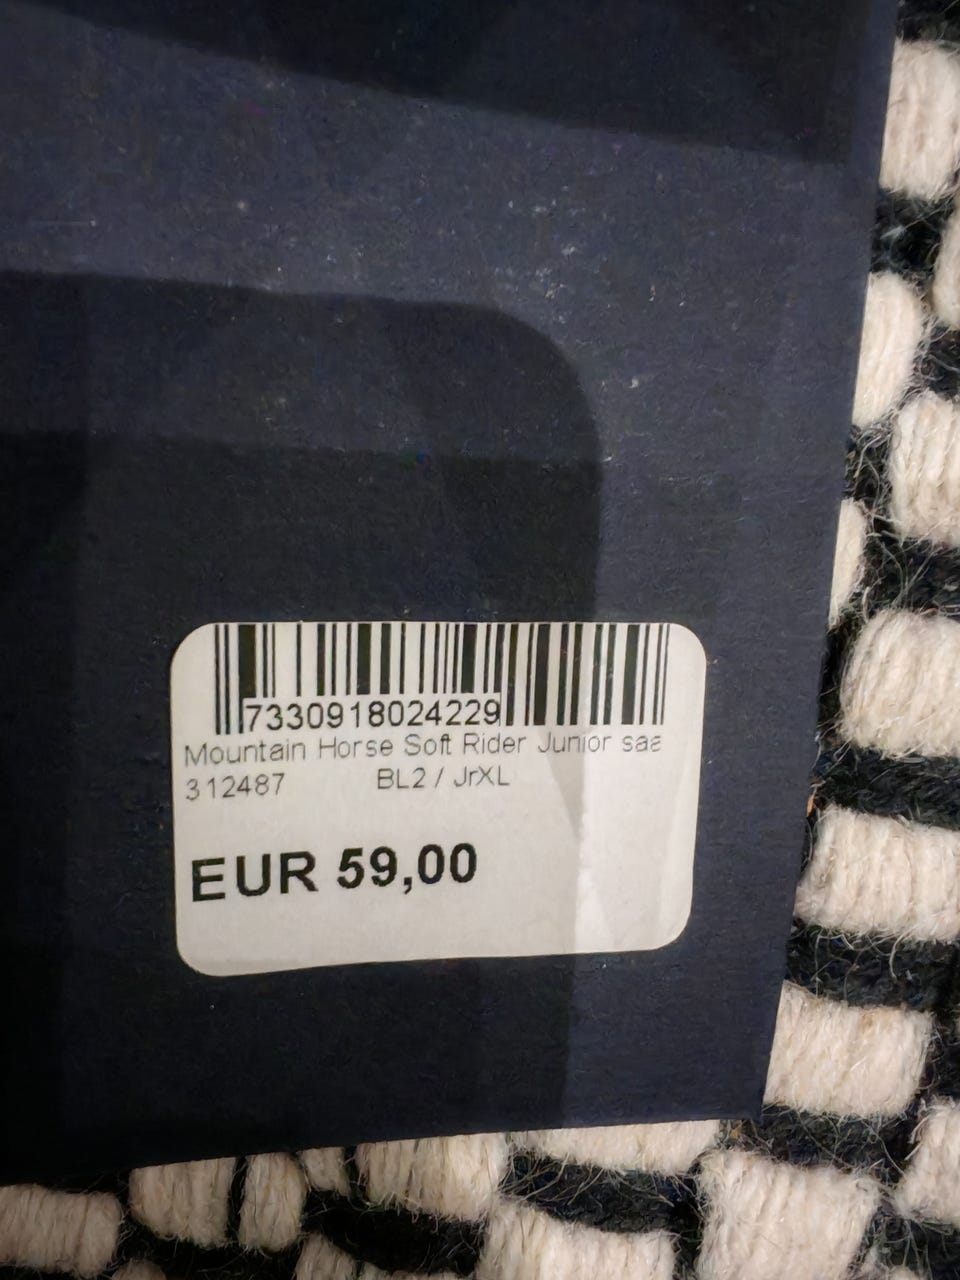 7330918024229
Mountain Horse Soft Rider Junior saa
312487 BL2 / JrXL
EUR 59,00